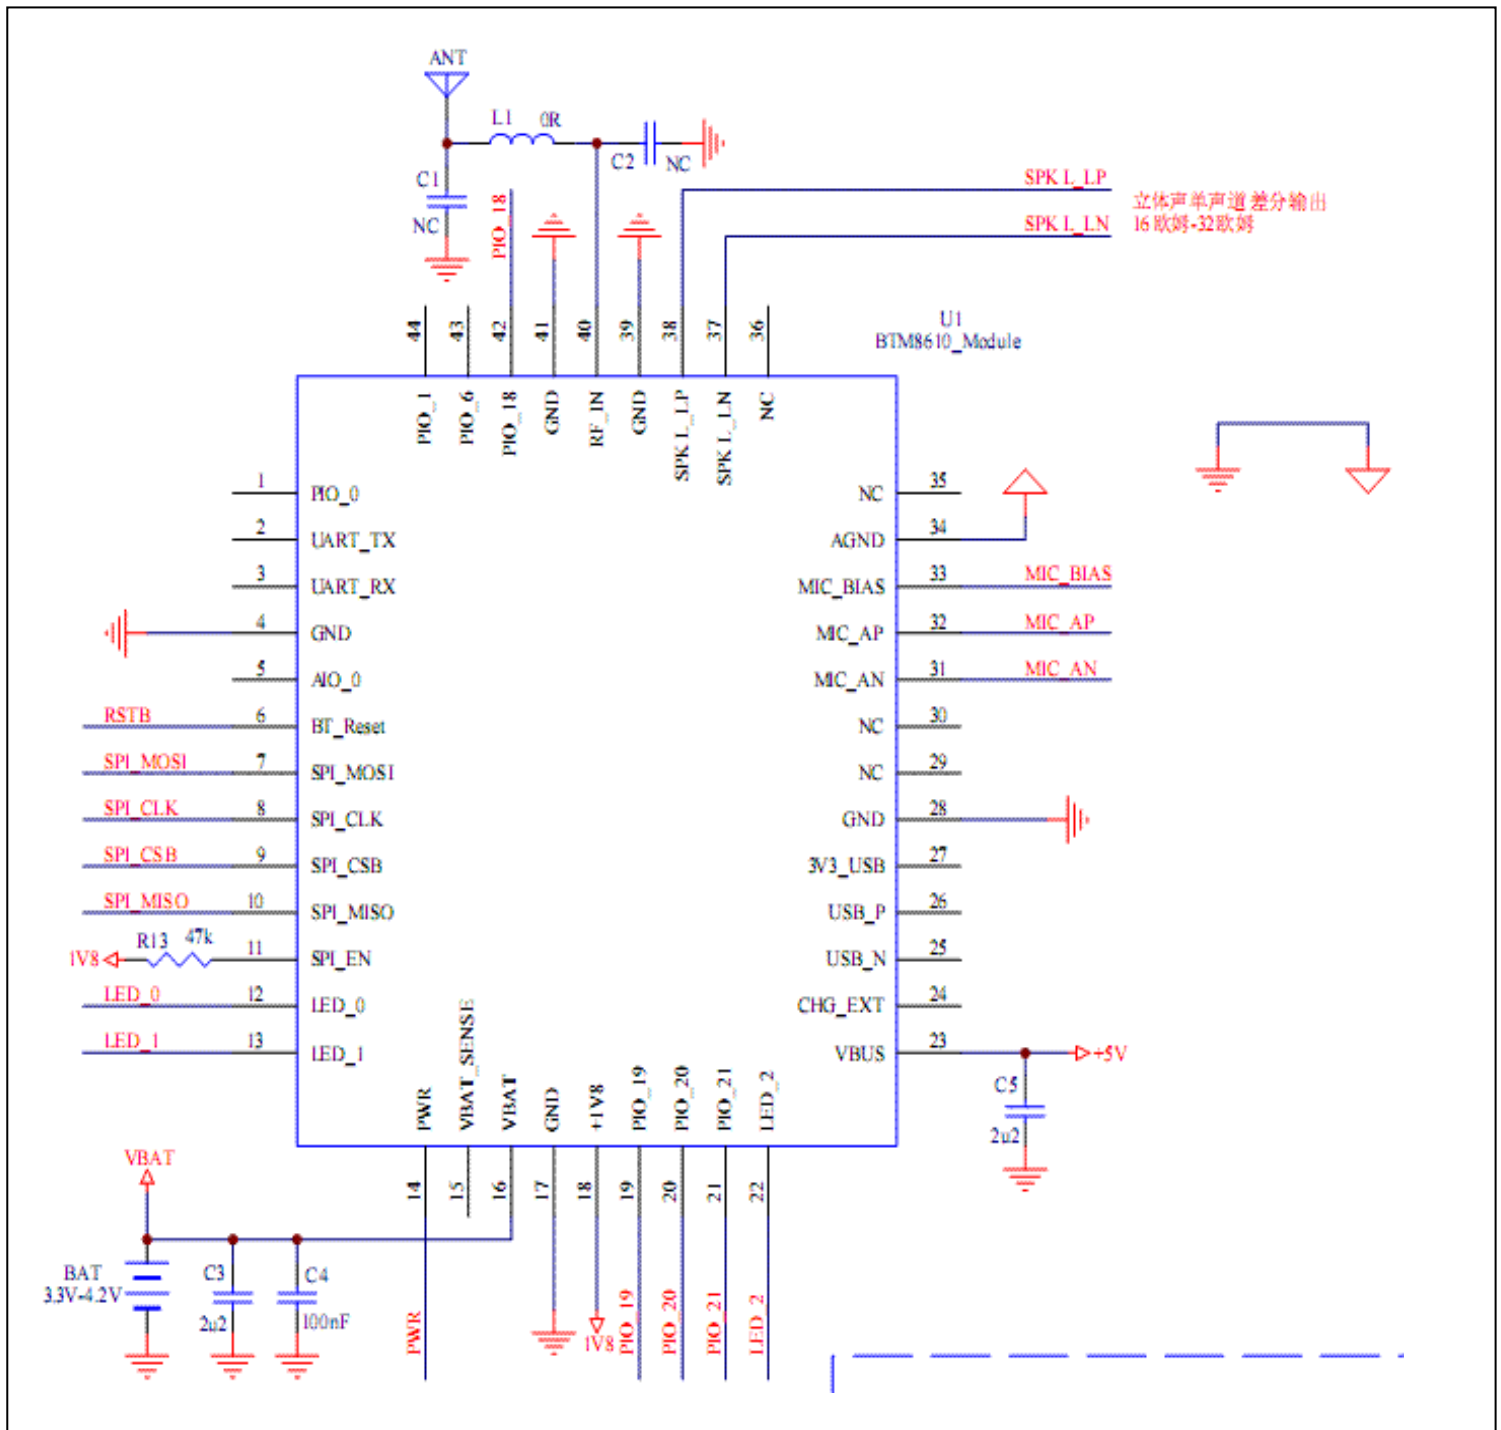 ANT
L1 0R
C2 NC
C1
NC
PIO_18
SPK L_LP
SPK L_LN
立体声单声道 差分输出
16 欧姆-32欧姆
U1
BTM8610_Module
44 43 42 41 40 39 38 37 36
PIO_1 PIO_6 PIO_18 GND RF_IN GND SPK L_LP SPK L_LN NC
1 PIO_0
2 UART_TX
3 UART_RX
4 GND
5 AIO_0
RSTB 6 BT_Reset
SPI_MOSI 7 SPI_MOSI
SPI_CLK 8 SPI_CLK
SPI_CSB 9 SPI_CSB
SPI_MISO 10 SPI_MISO
1V8 R13 47k 11 SPI_EN
LED_0 12 LED_0
LED_1 13 LED_1
NC 35
AGND 34
MIC_BIAS 33 MIC_BIAS
MIC_AP 32 MIC_AP
MIC_AN 31 MIC_AN
NC 30
NC 29
GND 28
3V3_USB 27
USB_P 26
USB_N 25
CHG_EXT 24
VBUS 23 +5V
C5
2u2
PWR VBAT_SENSE VBAT GND +1V8 PIO_19 PIO_20 PIO_21 LED_2
14 15 16 17 18 19 20 21 22
VBAT
BAT
3.3V-4.2V
C3
2u2
C4
100nF
PWR 1V8 PIO_19 PIO_20 PIO_21 LED_2